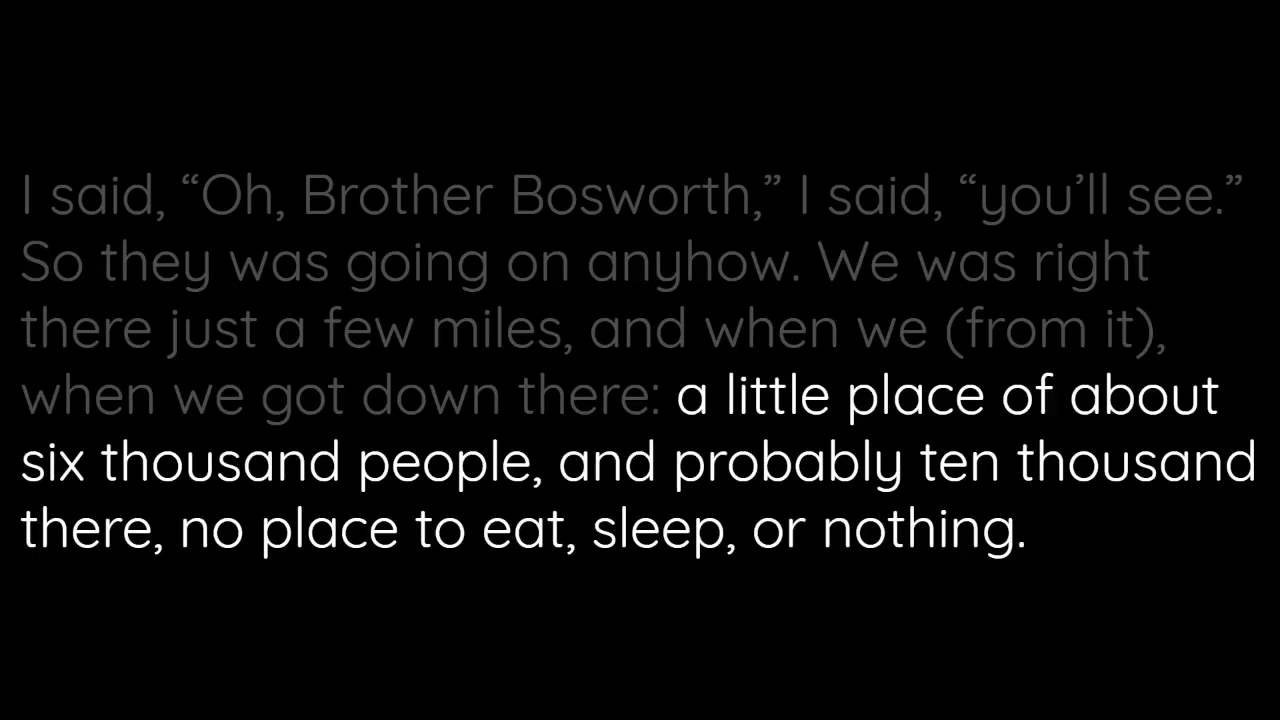 I said, “Oh, Brother Bosworth,” I said, “you’ll see.”
So they was going on anyhow. We was right
there just a few miles, and when we (from it),
when we got down there: a little place of about
six thousand people, and probably ten thousand
there, no place to eat, sleep, or nothing.